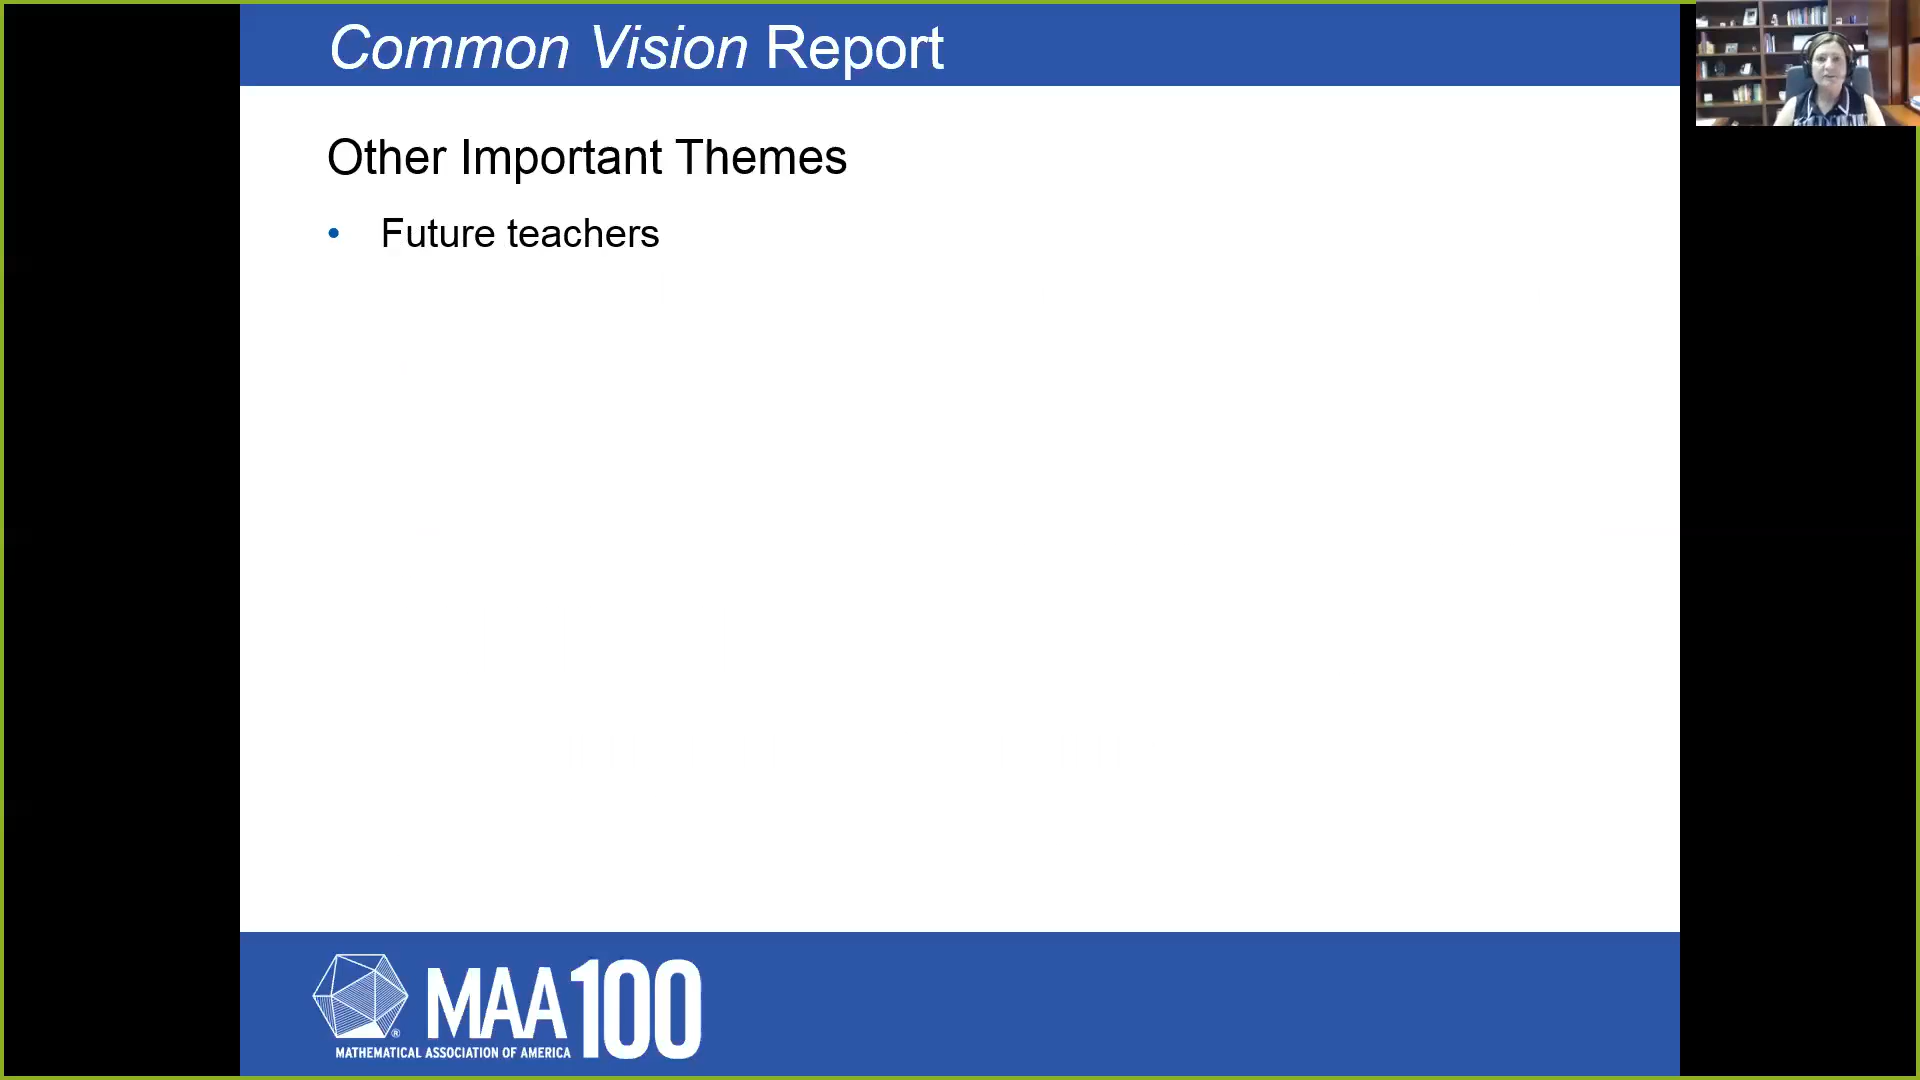 Common Vision Report
Other Important Themes
• Future teachers
MAA100
®
MATHEMATICAL ASSOCIATION OF AMERICA